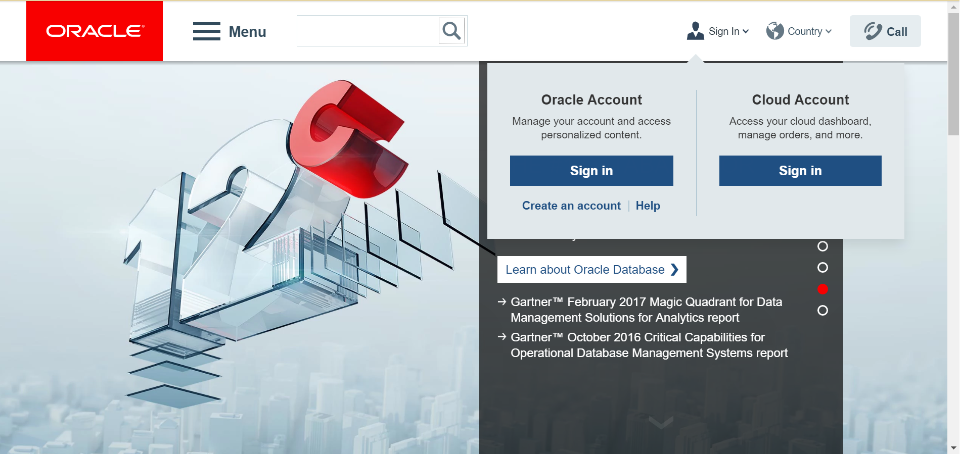 ORACLE®
Menu
Sign In
Country
Call
Oracle Account
Manage your account and access
personalized content.
Sign in
Create an account | Help
Cloud Account
Access your cloud dashboard,
manage orders, and more.
Sign in
12c
Learn about Oracle Database ❯
→ Gartner™ February 2017 Magic Quadrant for Data
Management Solutions for Analytics report
→ Gartner™ October 2016 Critical Capabilities for
Operational Database Management Systems report